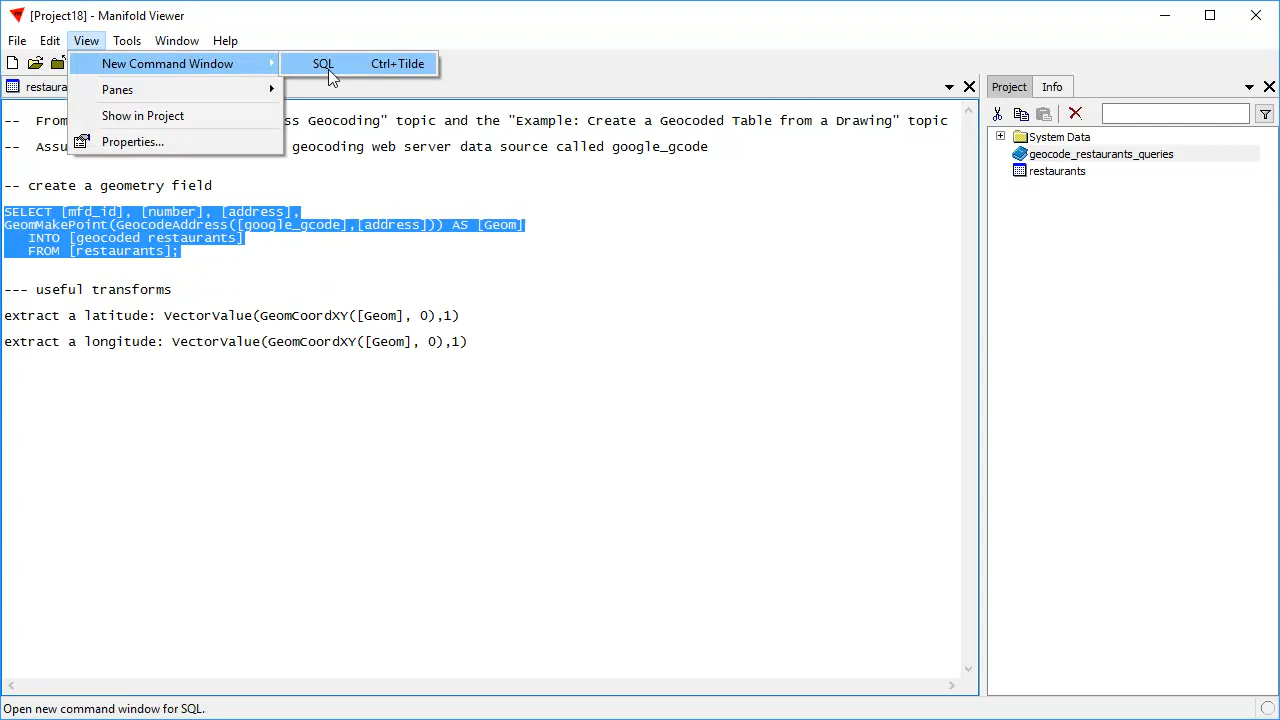 [Project18] - Manifold Viewer
File Edit View Tools Window Help
New Command Window
SQL Ctrl+Tilde
Panes
Show in Project
Properties...
restaura
Project Info
-- From ss Geocoding" topic and the "Example: Create a Geocoded Table from a Drawing" topic
-- Assu geocoding web server data source called google_gcode
-- create a geometry field
SELECT [mfd_id], [number], [address],
GeomMakePoint(GeocodeAddress([google_gcode],[address])) AS [Geom]
INTO [geocoded restaurants]
FROM [restaurants];
--- useful transforms
extract a latitude: VectorValue(GeomCoordXY([Geom], 0),1)
extract a longitude: VectorValue(GeomCoordXY([Geom], 0),1)
System Data
geocode_restaurants_queries
restaurants
Open new command window for SQL.